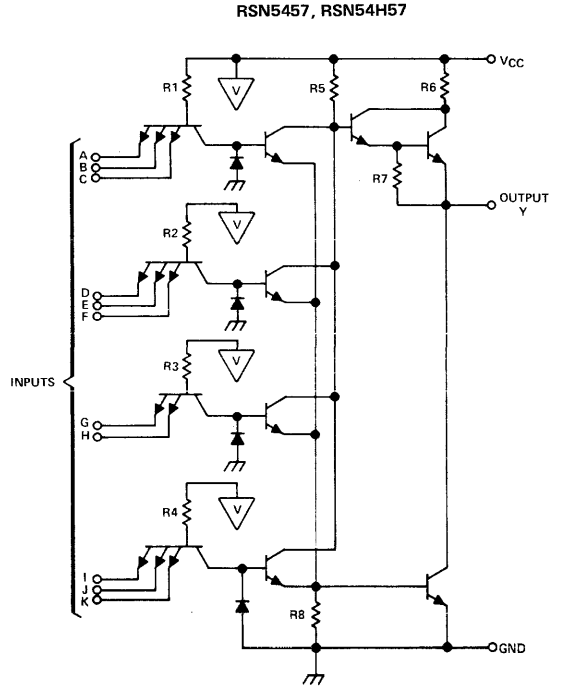 RSN5457, RSN54H57
VCC
R1
V
R5
R6
A
B
C
R7
OUTPUT
Y
R2
V
D
E
F
R3
V
INPUTS
G
H
R4
V
I
J
K
R8
GND